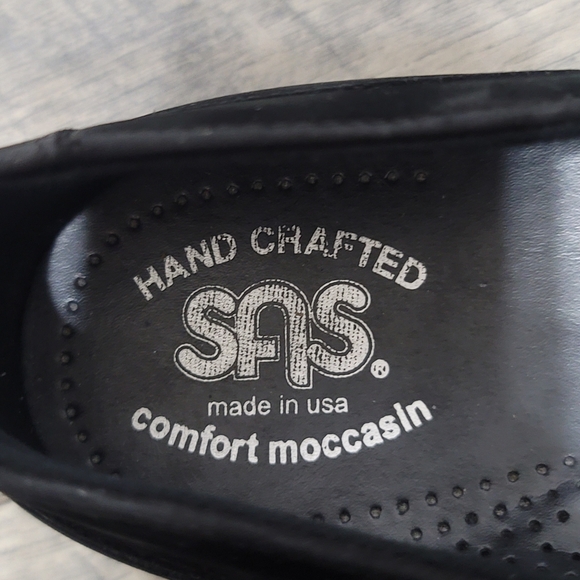 HAND CRAFTED
SAS®
made in usa
comfort moccasin